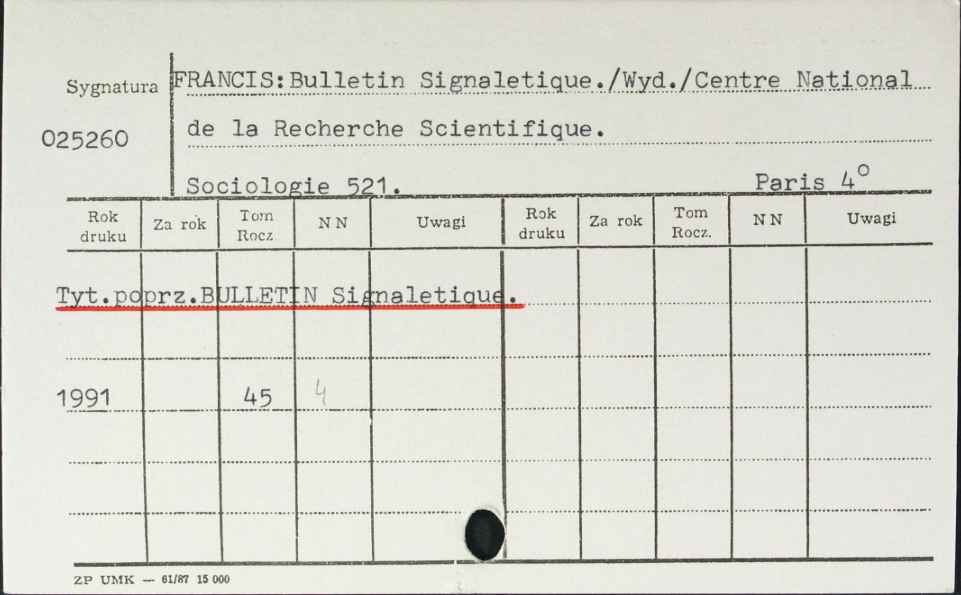 Sygnatura FRANCIS:Bulletin Signaletique./Wyd./Centre National
025260 de la Recherche Scientifique.
Sociologie 521. Paris 4º
Rok druku Za rok Tom Rocz NN Uwagi Rok druku Za rok Tom Rocz. NN Uwagi
Tyt.poprz.BULLETIN Signaletique.
1991 45 4
ZP UMK — 61/87 15 000